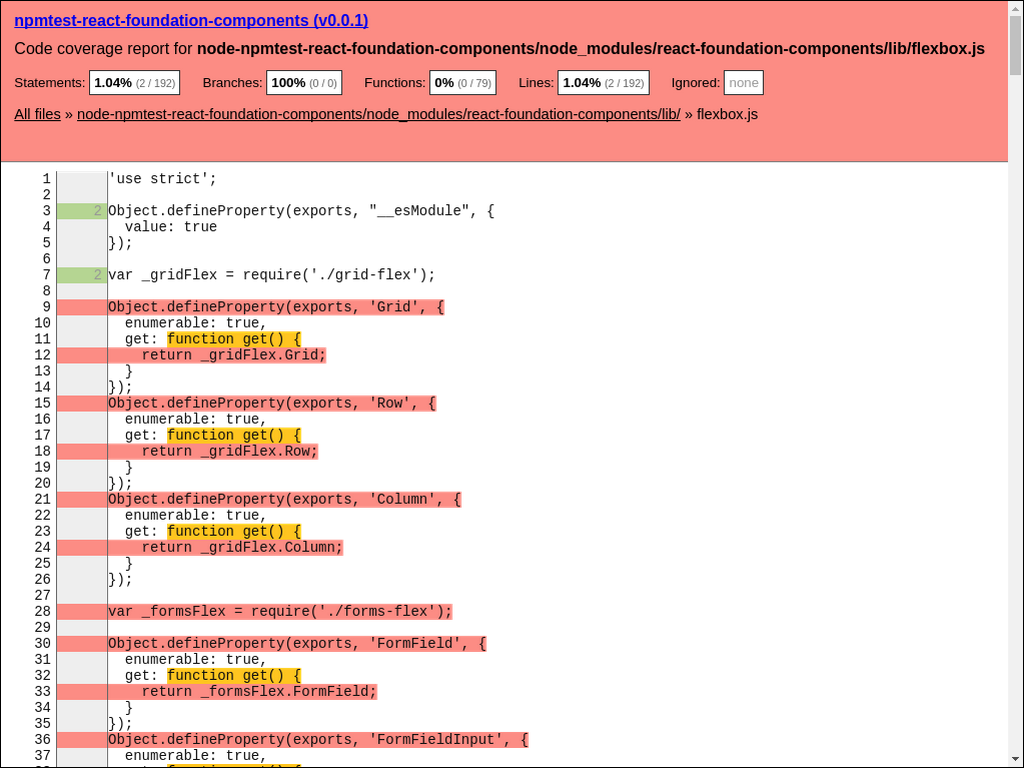 npmtest-react-foundation-components (v0.0.1)
Code coverage report for node-npmtest-react-foundation-components/node_modules/react-foundation-components/lib/flexbox.js
Statements: 1.04% (2 / 192) Branches: 100% (0 / 0) Functions: 0% (0 / 79) Lines: 1.04% (2 / 192) Ignored: none
All files » node-npmtest-react-foundation-components/node_modules/react-foundation-components/lib/ » flexbox.js
1 'use strict';
2
3 2 Object.defineProperty(exports, "__esModule", {
4 value: true
5 });
6
7 2 var _gridFlex = require('./grid-flex');
8
9 Object.defineProperty(exports, 'Grid', {
10 enumerable: true,
11 get: function get() {
12 return _gridFlex.Grid;
13 }
14 });
15 Object.defineProperty(exports, 'Row', {
16 enumerable: true,
17 get: function get() {
18 return _gridFlex.Row;
19 }
20 });
21 Object.defineProperty(exports, 'Column', {
22 enumerable: true,
23 get: function get() {
24 return _gridFlex.Column;
25 }
26 });
27
28 var _formsFlex = require('./forms-flex');
29
30 Object.defineProperty(exports, 'FormField', {
31 enumerable: true,
32 get: function get() {
33 return _formsFlex.FormField;
34 }
35 });
36 Object.defineProperty(exports, 'FormFieldInput', {
37 enumerable: true,